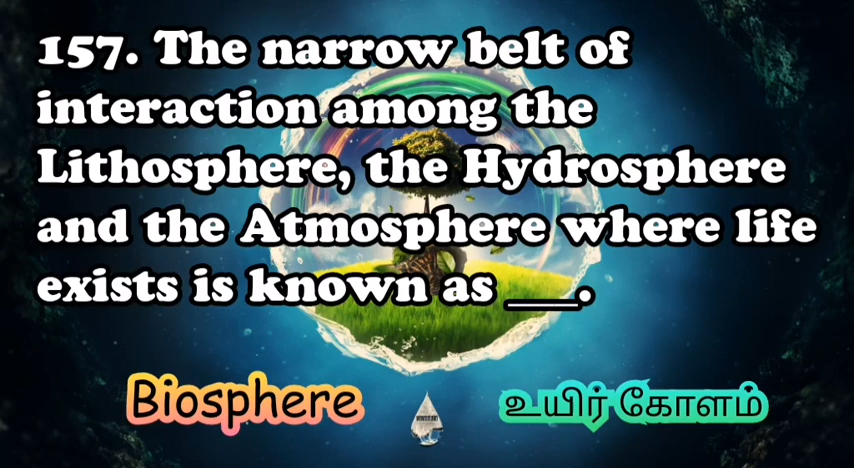 157. The narrow belt of
interaction among the
Lithosphere, the Hydrosphere
and the Atmosphere where life
exists is known as ___.
Biosphere
உயிர் கோளம்